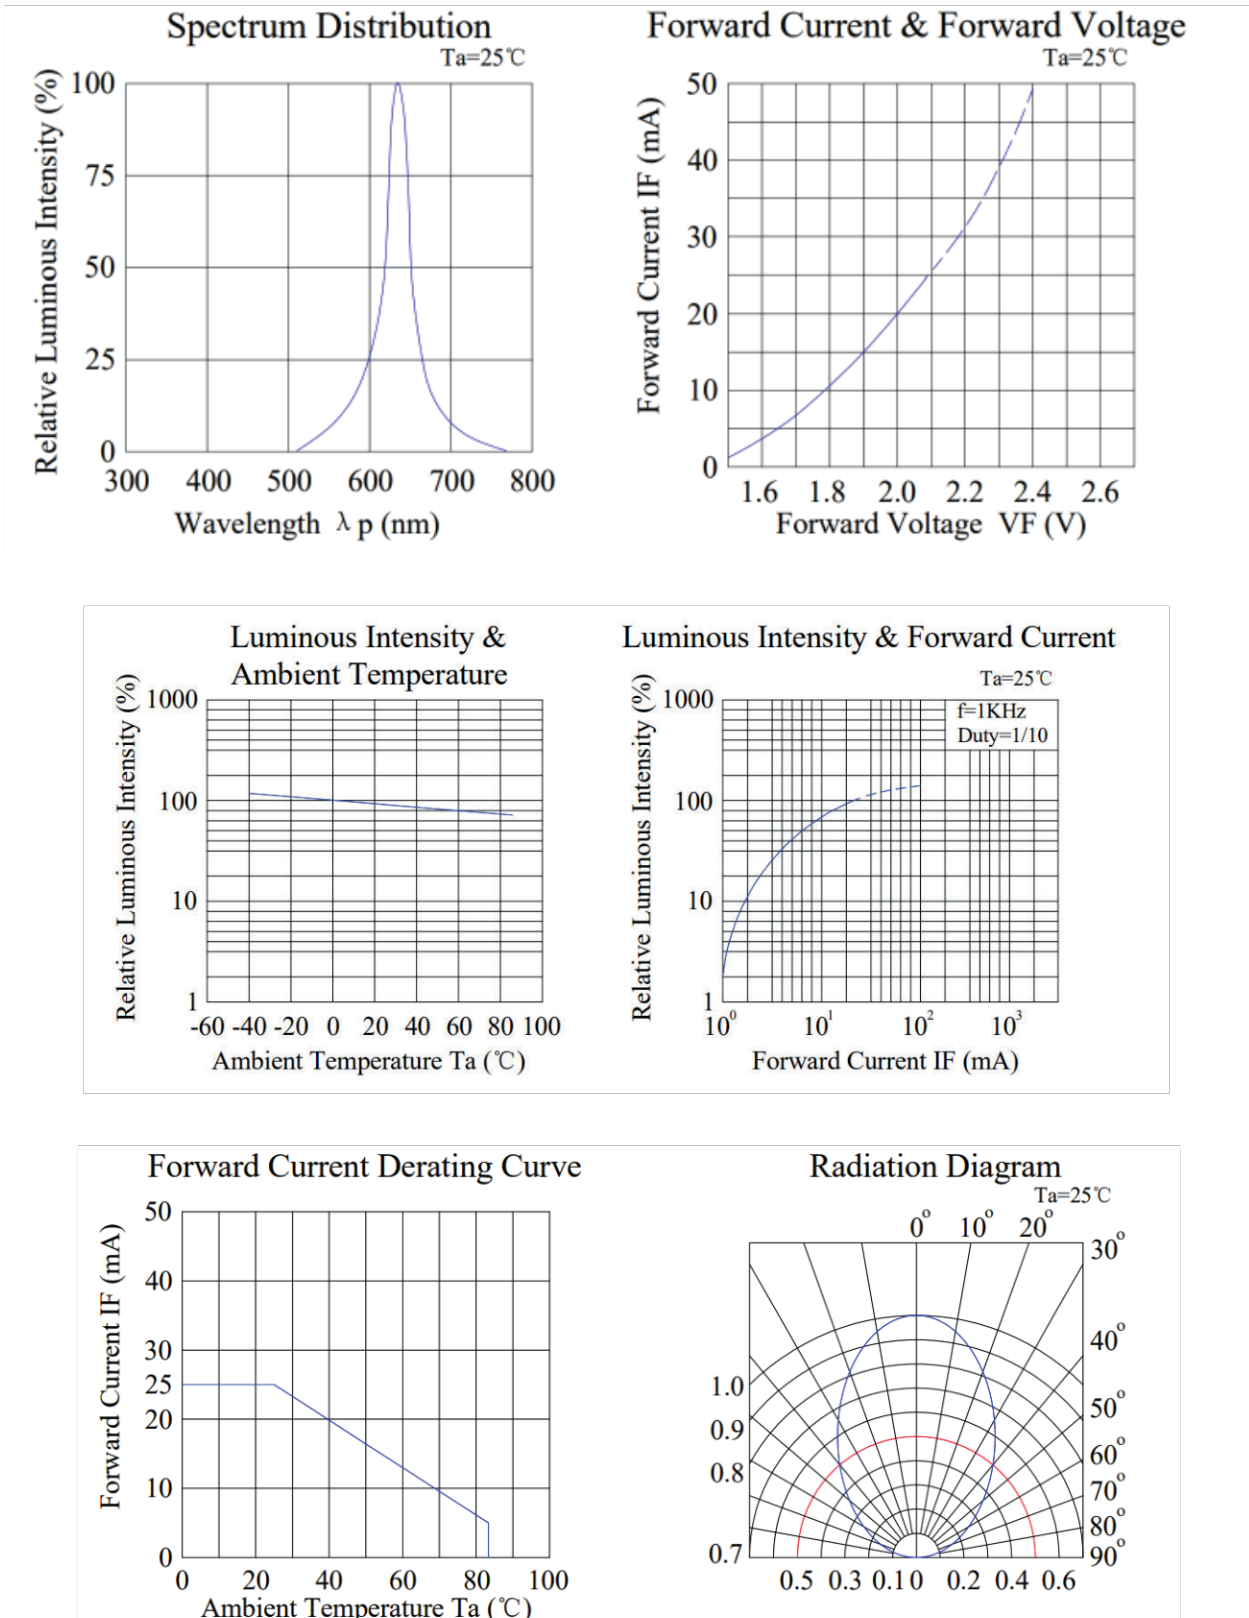 Spectrum Distribution
Ta=25℃
Relative Luminous Intensity (%)
100
75
50
25
0
300 400 500 600 700 800
Wavelength λ p (nm)
Forward Current & Forward Voltage
Ta=25℃
Forward Current IF (mA)
50
40
30
20
10
0
1.6 1.8 2.0 2.2 2.4 2.6
Forward Voltage VF (V)
Luminous Intensity &
Ambient Temperature
Relative Luminous Intensity (%)
1000
100
10
1
-60 -40 -20 0 20 40 60 80 100
Ambient Temperature Ta (℃)
Luminous Intensity & Forward Current
Ta=25℃
Relative Luminous Intensity (%)
1000
f=1KHz
Duty=1/10
100
10
1
10⁰ 10¹ 10² 10³
Forward Current IF (mA)
Forward Current Derating Curve
Forward Current IF (mA)
50
40
30
25
20
10
0
0 20 40 60 80 100
Ambient Temperature Ta (℃)
Radiation Diagram
Ta=25℃
0° 10° 20°
30°
40°
1.0
50°
0.9
60°
0.8
70°
80°
0.7
90°
0.5 0.3 0.1 0 0.2 0.4 0.6